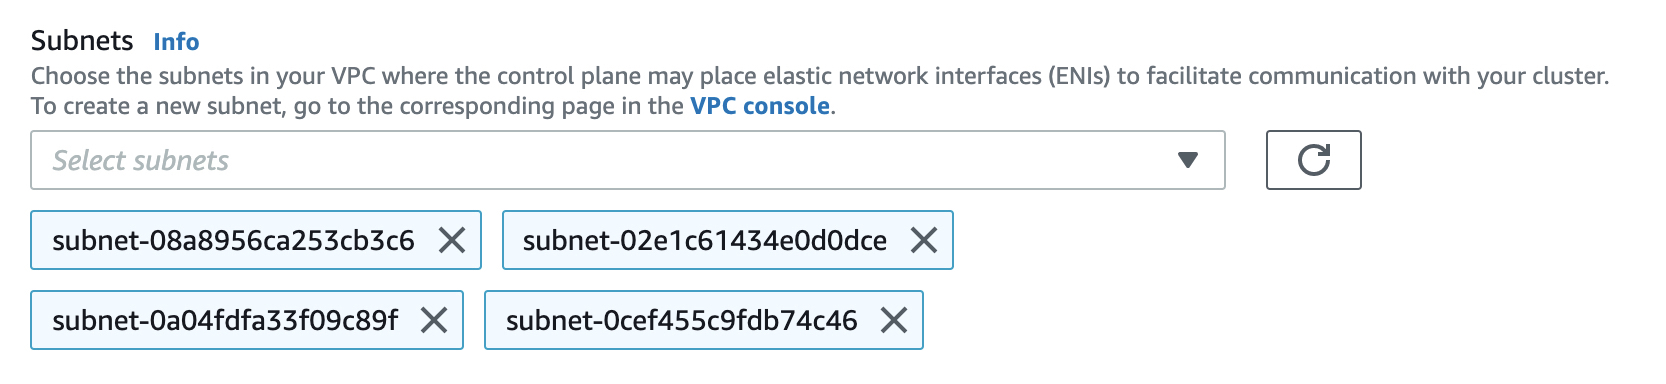 Subnets Info
Choose the subnets in your VPC where the control plane may place elastic network interfaces (ENIs) to facilitate communication with your cluster.
To create a new subnet, go to the corresponding page in the VPC console.
Select subnets
subnet-08a8956ca253cb3c6 subnet-02e1c61434e0d0dce
subnet-0a04fdfa33f09c89f subnet-0cef455c9fdb74c46